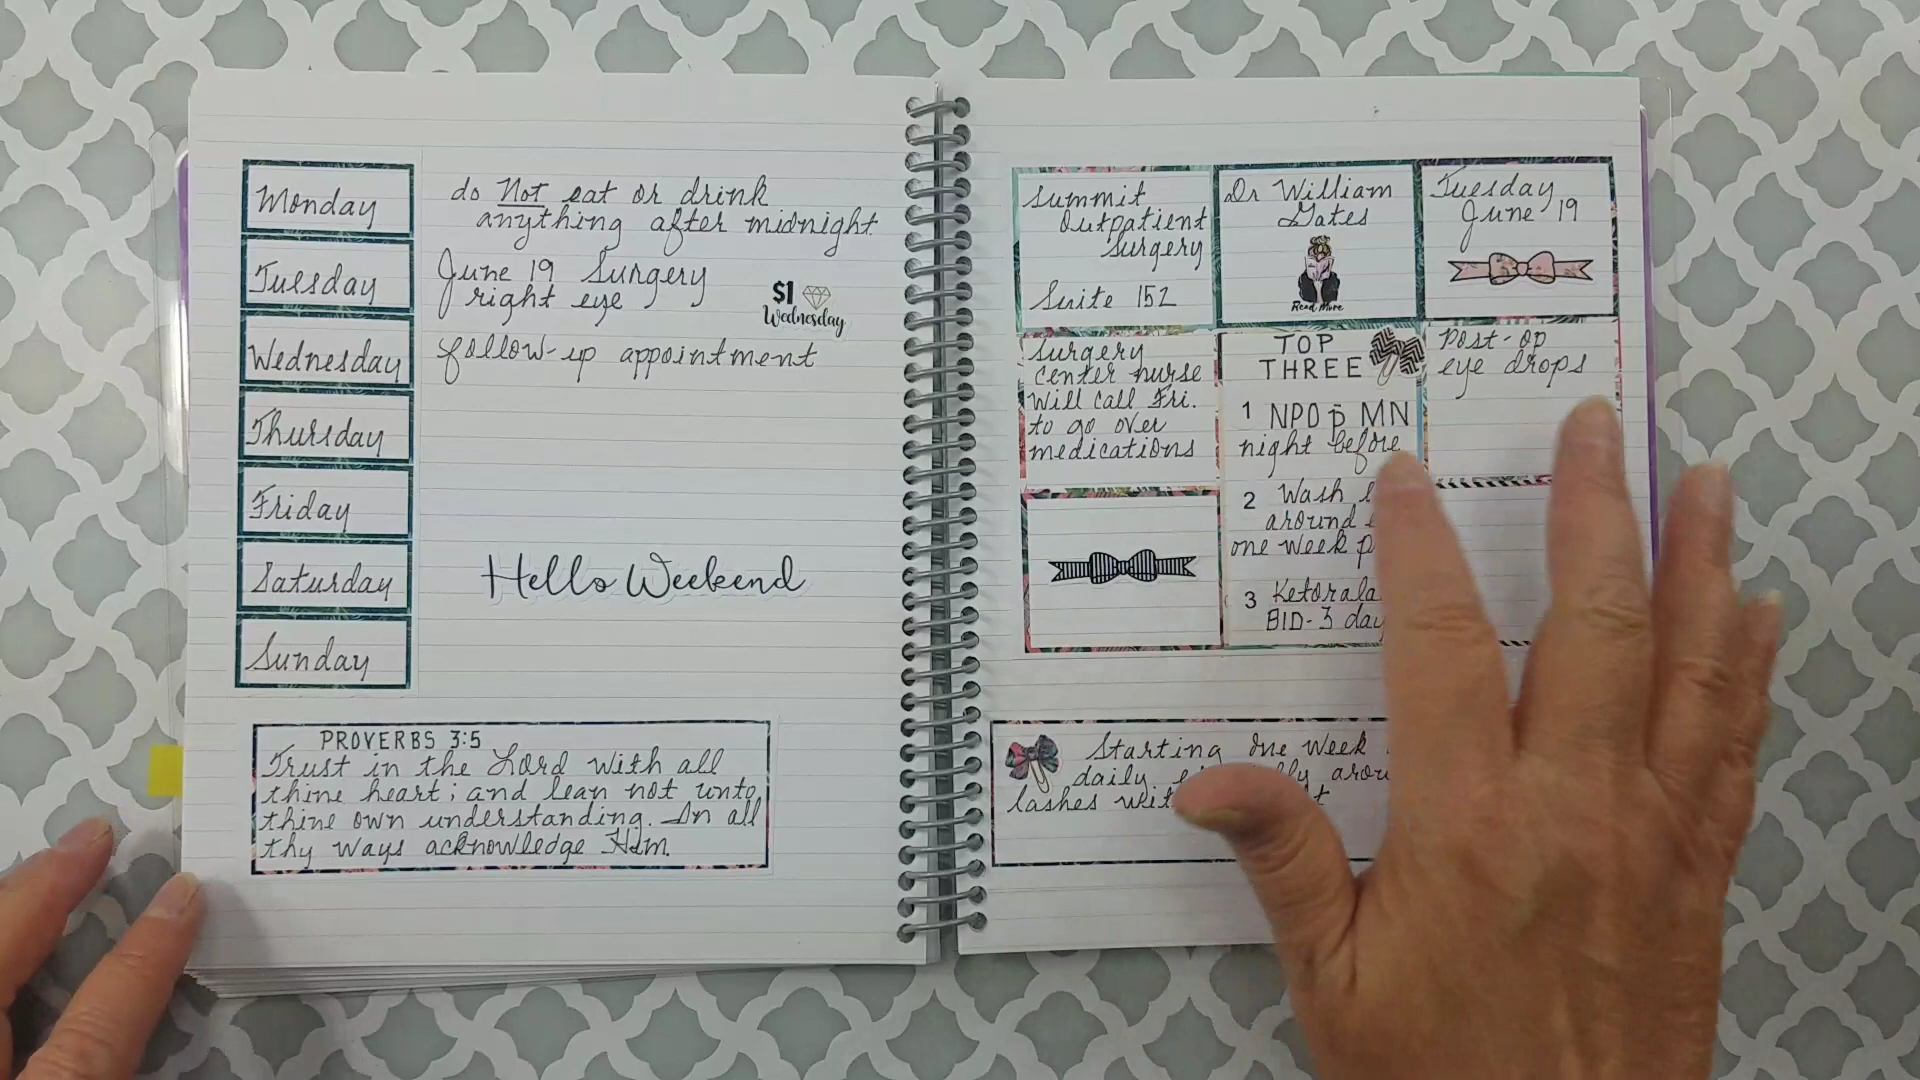 Monday
do Not eat or drink
anything after midnight
Tuesday
June 19 Surgery
right eye
$1
Wednesday
Wednesday
follow-up appointment
Thursday
Friday
Saturday
Hello Weekend
Sunday
PROVERBS 3:5
Trust in the Lord with all
thine heart; and lean not unto
thine own understanding. In all
thy ways acknowledge Him.
Summit
Outpatient
Surgery
Suite 152
Dr William
Gates
Read More
Tuesday
June 19
Surgery
center nurse
will call Fri.
to go over
medications
TOP
THREE
1 NPO p̄ MN
night before
2 Wash
around
one week
3 Ketorala
BID-3
Post-op
eye drops
Starting one week
daily
lashes